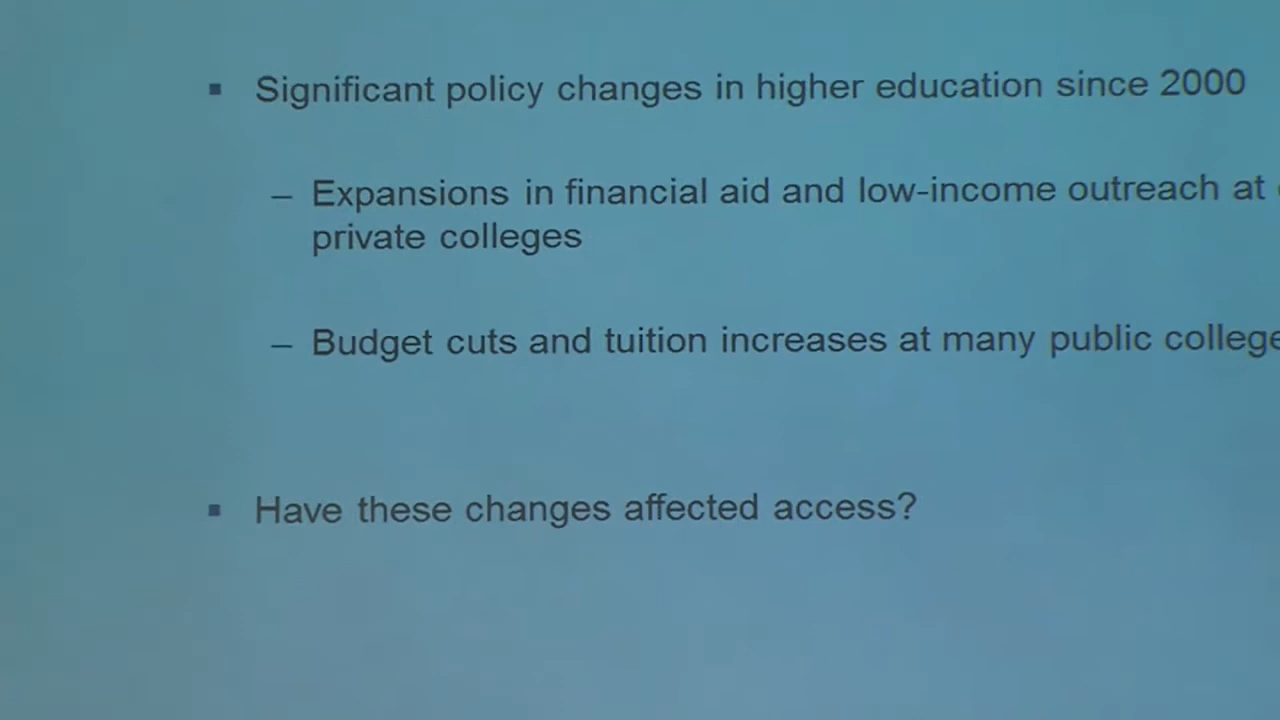 ▪ Significant policy changes in higher education since 2000
– Expansions in financial aid and low-income outreach at
private colleges
– Budget cuts and tuition increases at many public college
▪ Have these changes affected access?